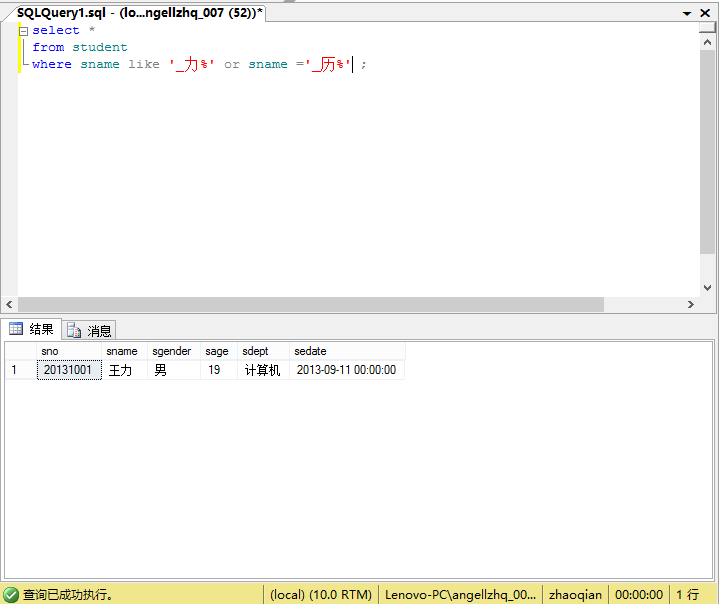 SQLQuery1.sql - (lo...ngellzhq_007 (52))*
select *
from student
where sname like '_力%' or sname ='_历%' ;
结果 消息
sno sname sgender sage sdept sedate
1 20131001 王力 男 19 计算机 2013-09-11 00:00:00
查询已成功执行。 (local) (10.0 RTM) Lenovo-PC\angellzhq_00... zhaoqian 00:00:00 1 行